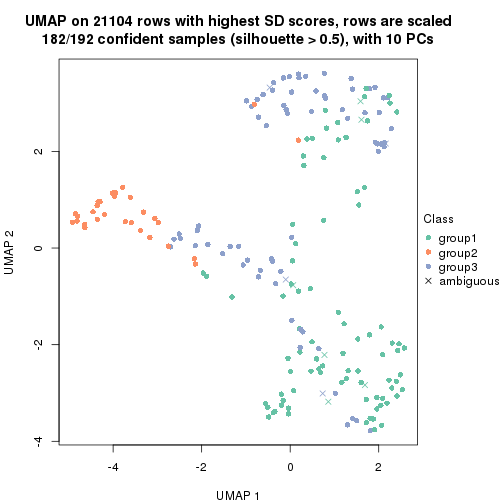 UMAP on 21104 rows with highest SD scores, rows are scaled
182/192 confident samples (silhouette > 0.5), with 10 PCs
2
0
-2
-4
UMAP 2
-4
-2
0
2
UMAP 1
Class
group1
group2
group3
ambiguous